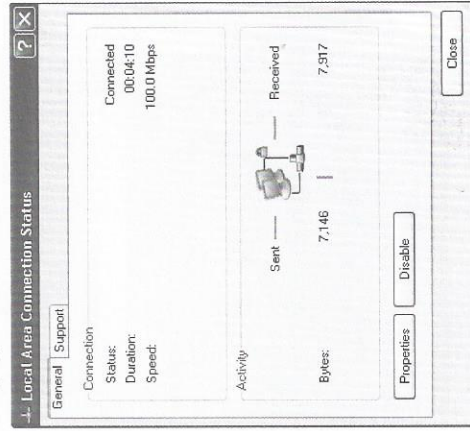 Local Area Connection Status
General Support
Connection
Status: Connected
Duration: 00:04:10
Speed: 100.0 Mbps
Activity
Sent Received
Bytes: 7,146 7,917
Properties Disable
Close